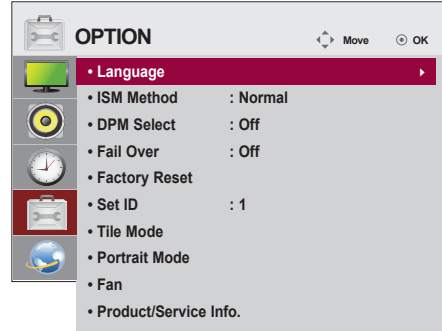 OPTION
Move OK
• Language
• ISM Method : Normal
• DPM Select : Off
• Fail Over : Off
• Factory Reset
• Set ID : 1
• Tile Mode
• Portrait Mode
• Fan
• Product/Service Info.